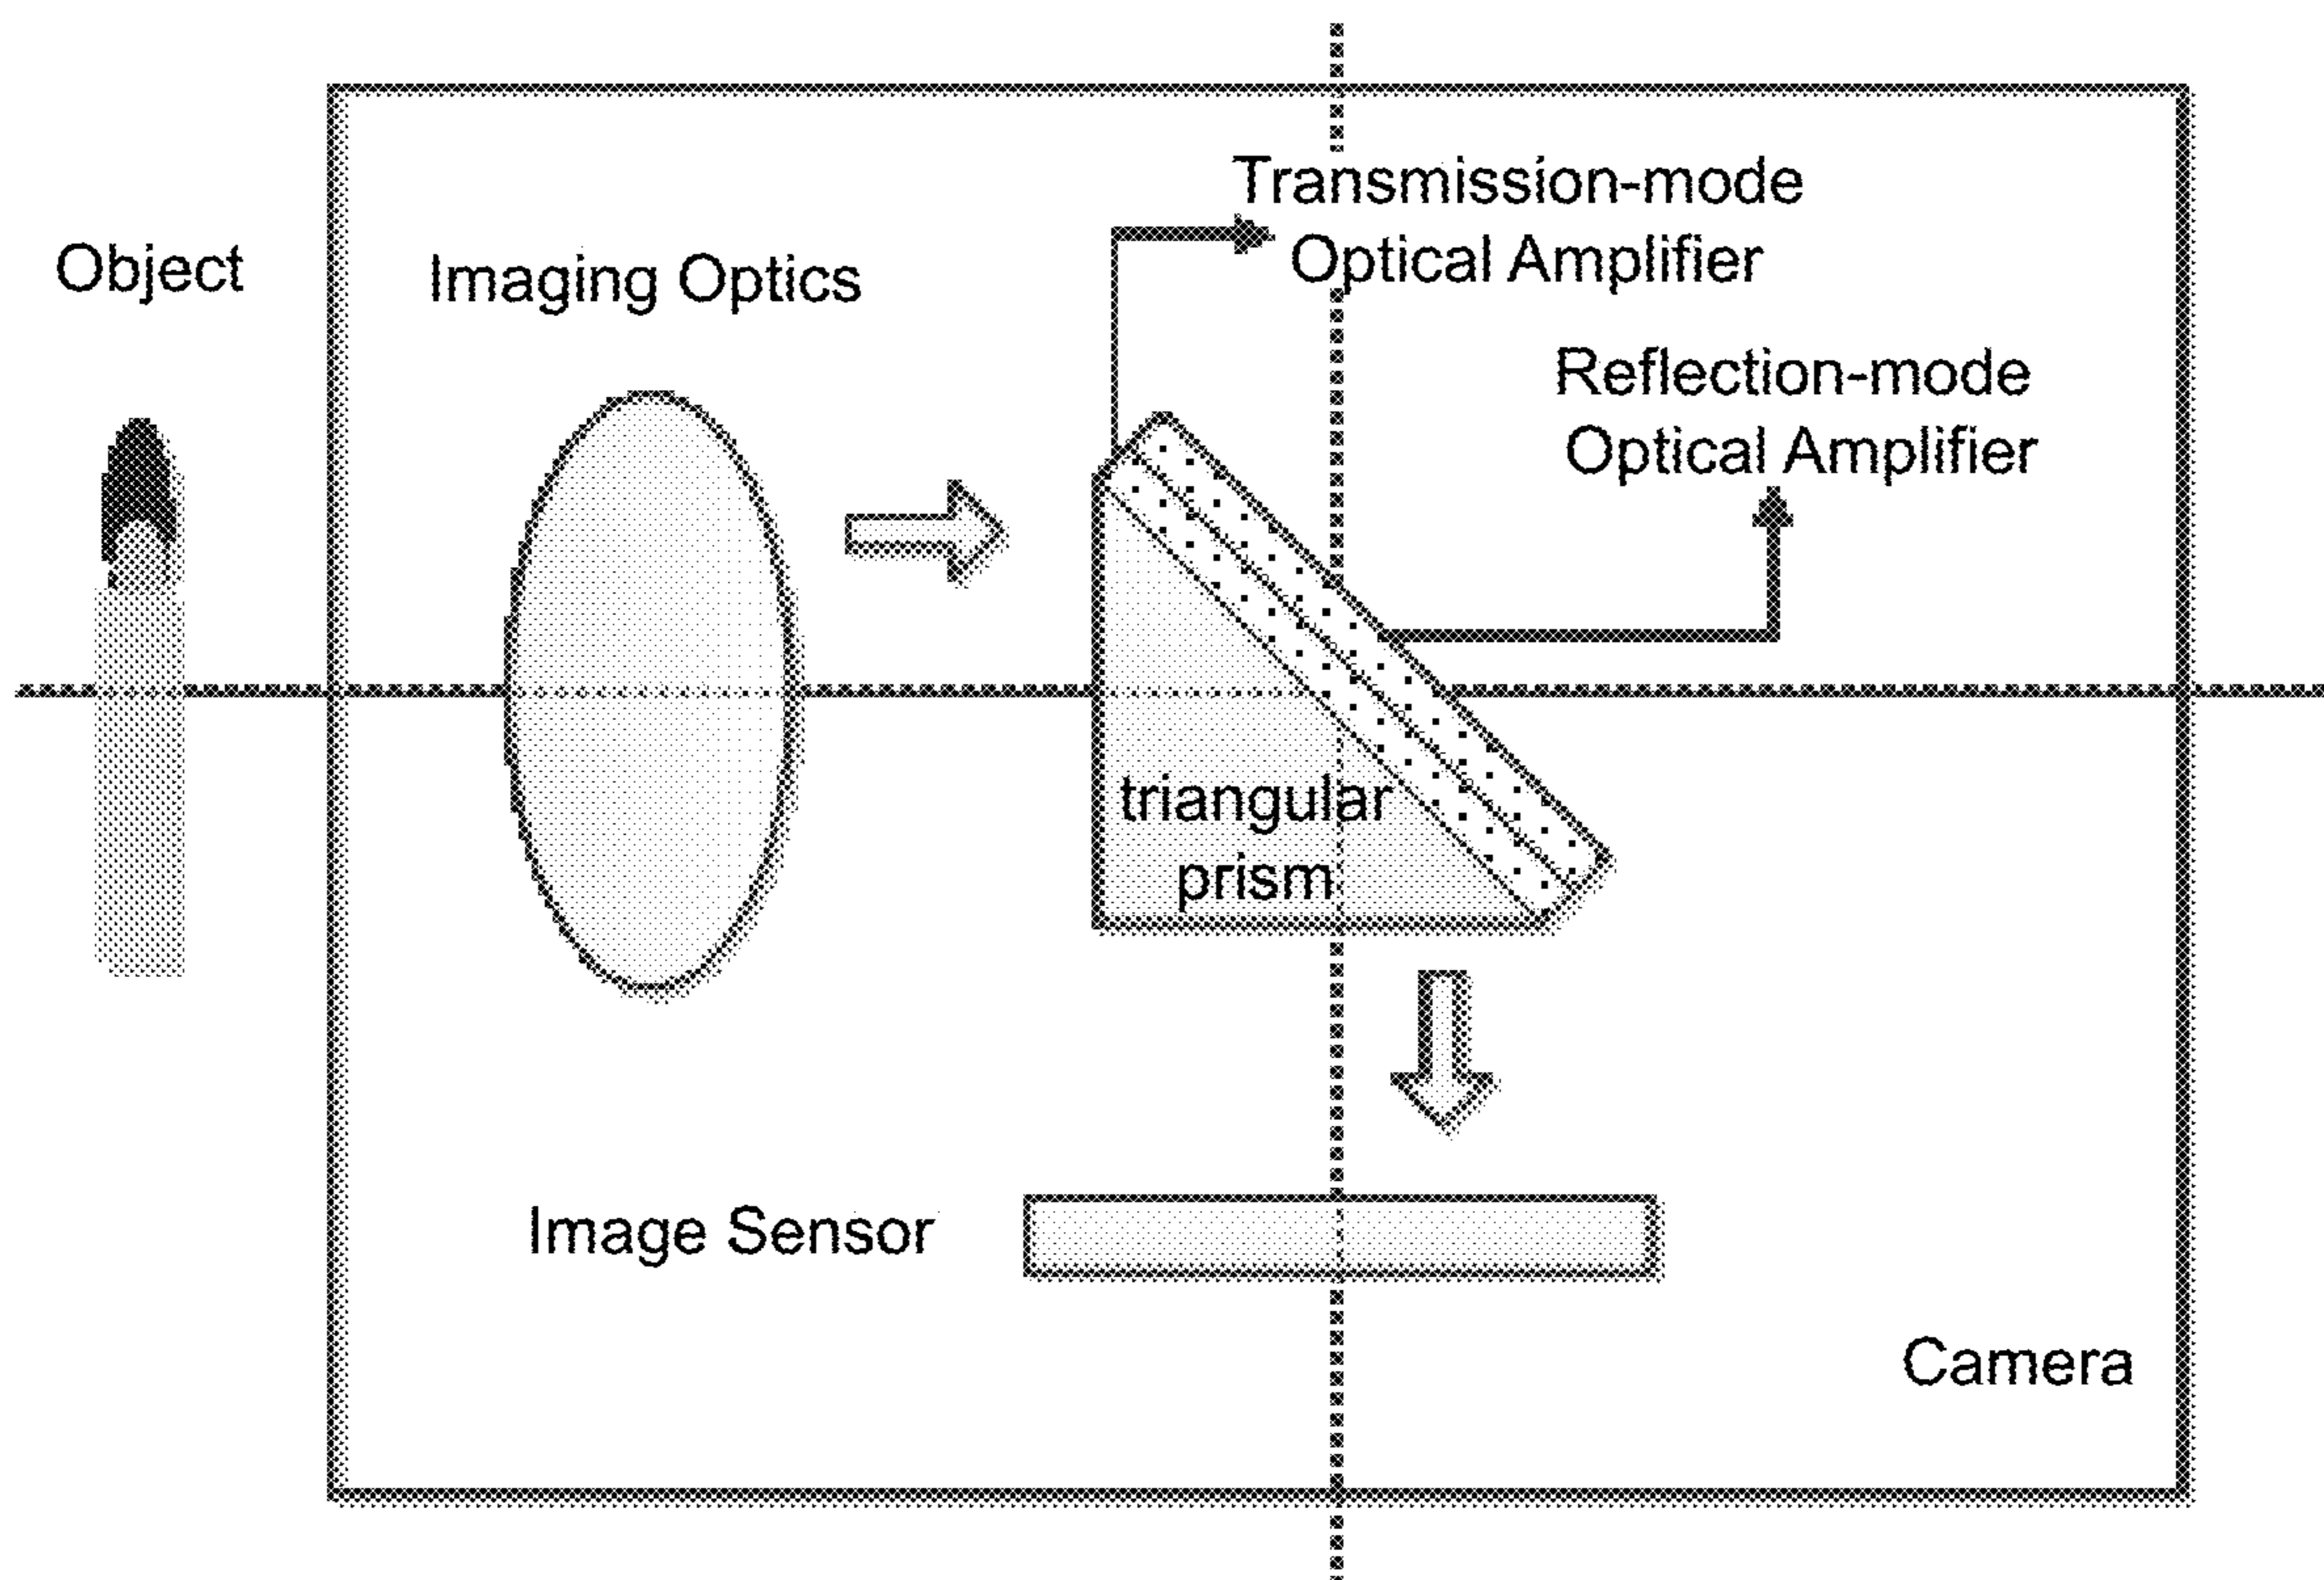 Transmission-mode
Optical Amplifier
Object
Imaging Optics
Reflection-mode
Optical Amplifier
triangular
prism
Image Sensor
Camera